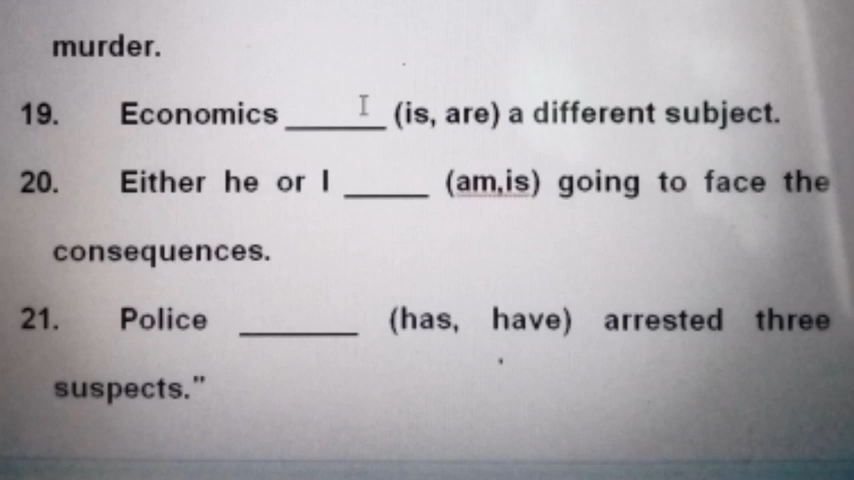 murder.
19. Economics ______ (is, are) a different subject.
20. Either he or I _____ (am,is) going to face the
consequences.
21. Police _______ (has, have) arrested three
suspects."